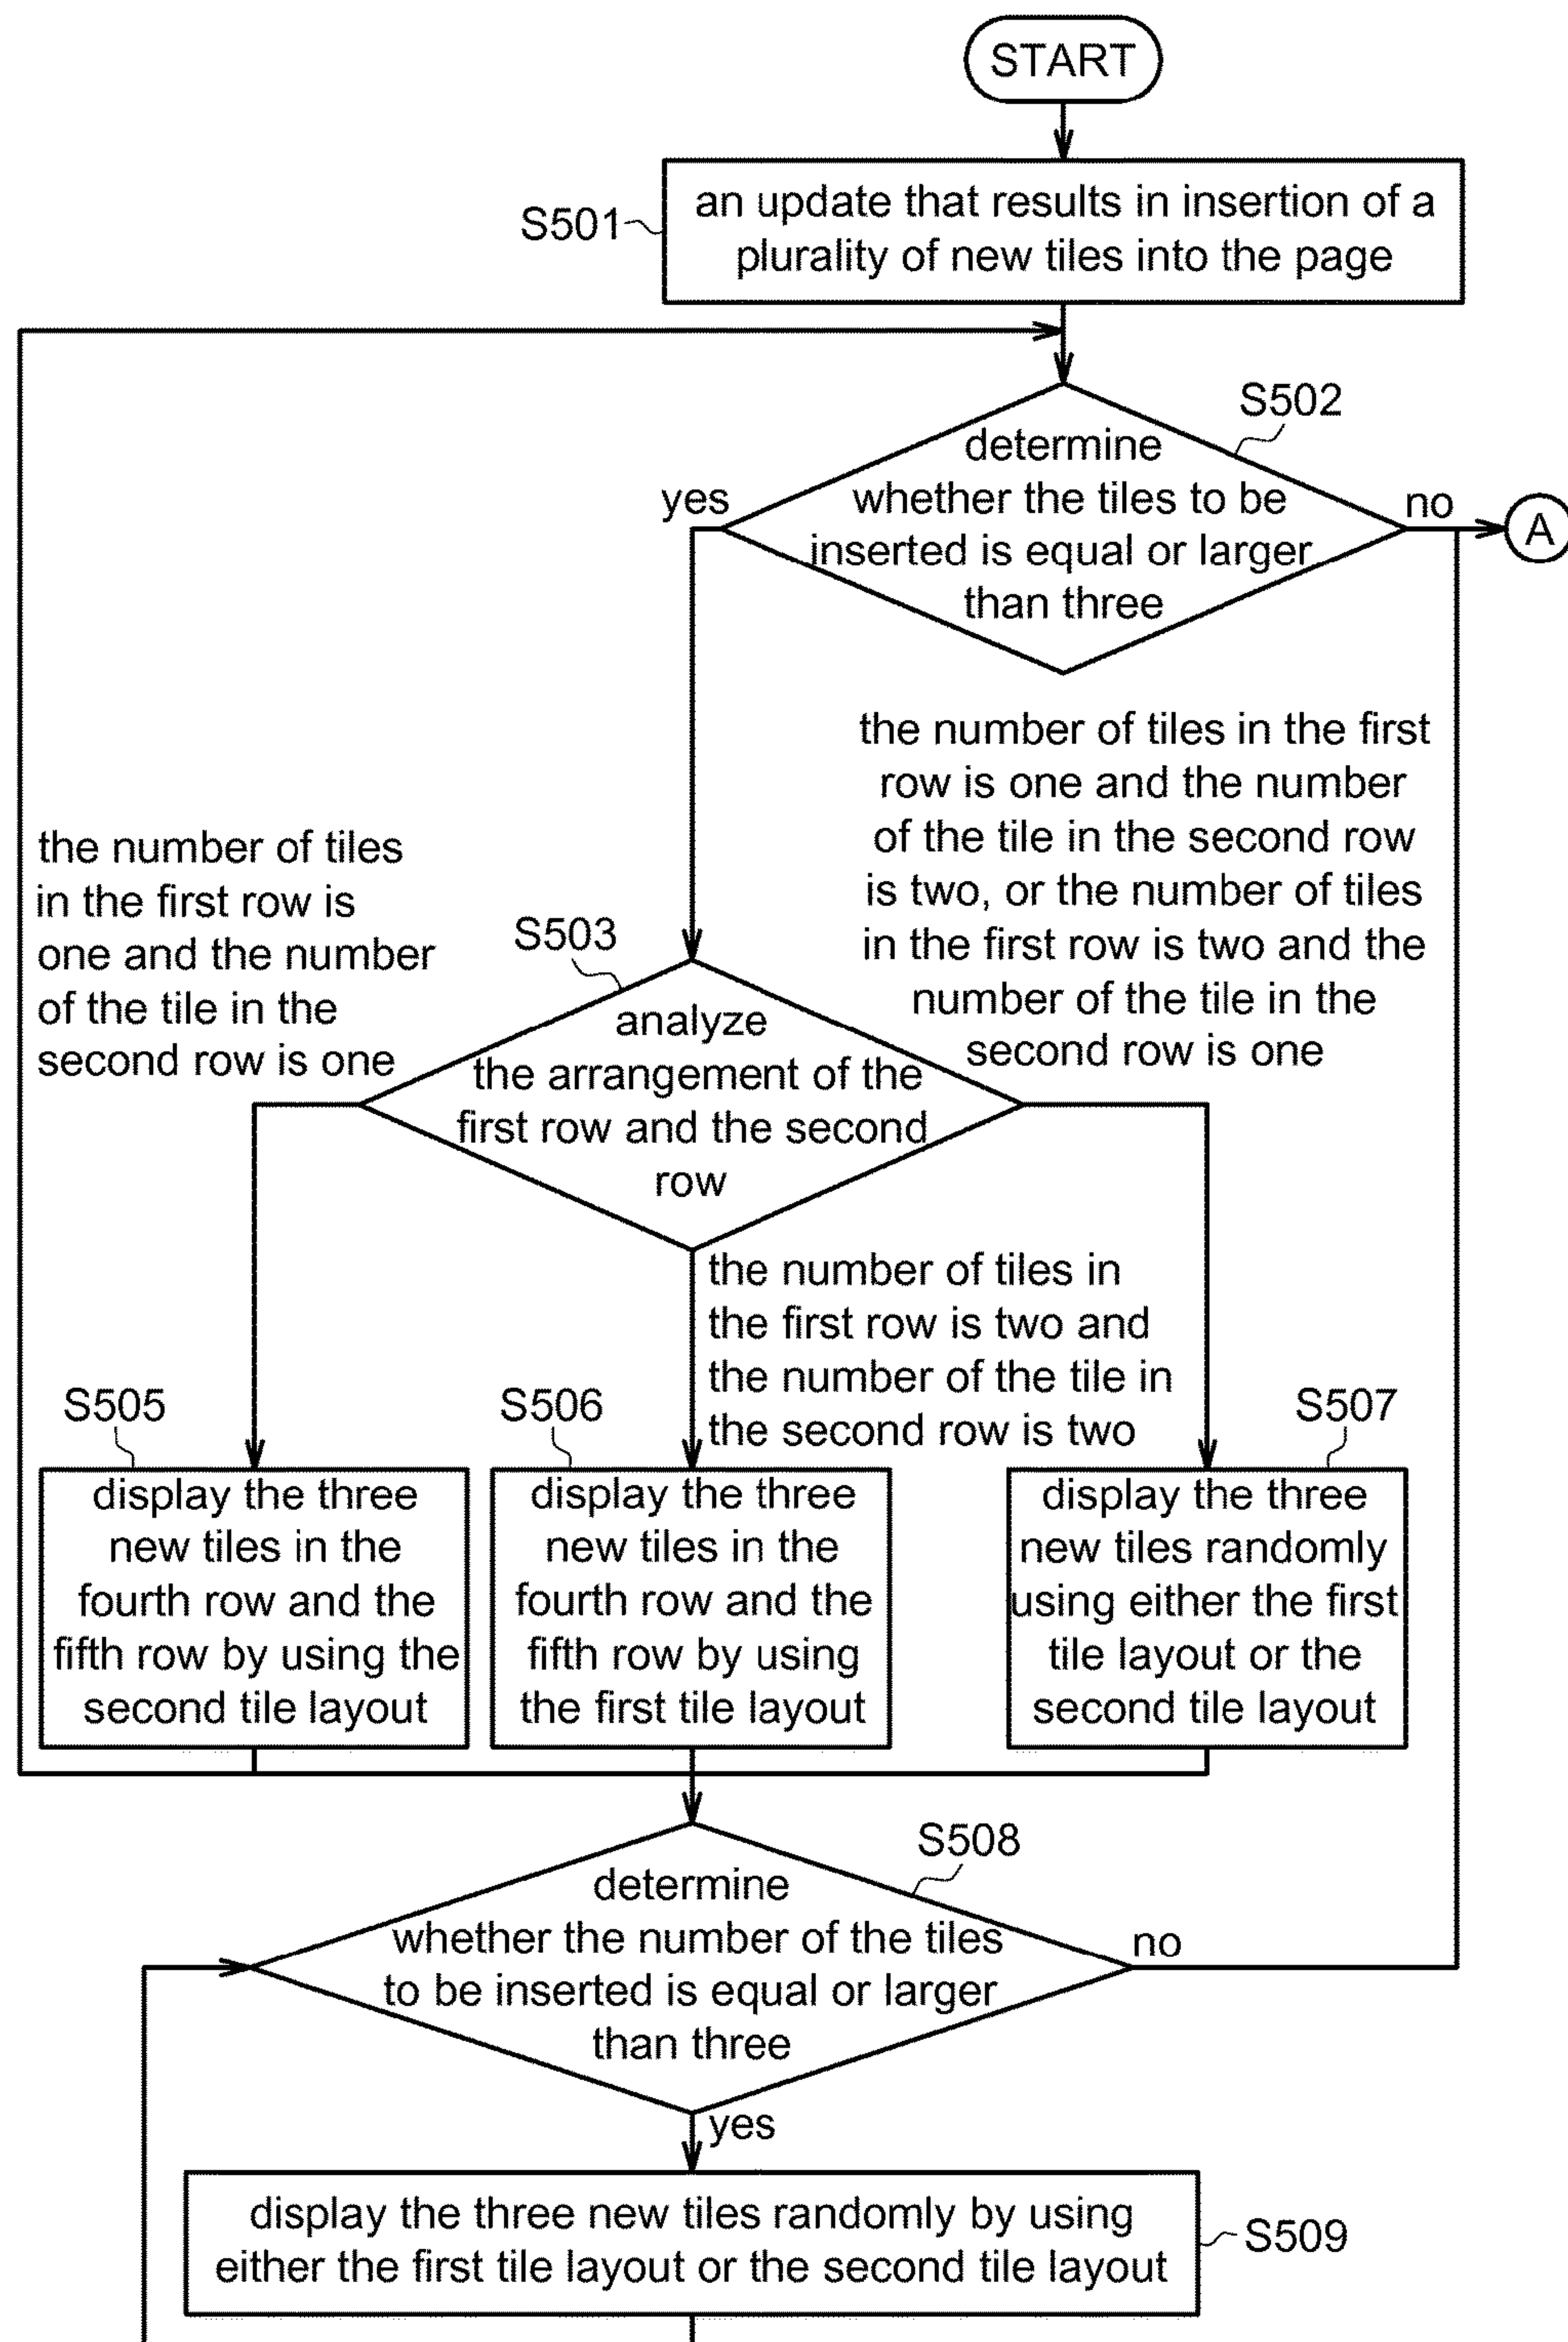 START
S501
an update that results in insertion of a
plurality of new tiles into the page
S502
determine
whether the tiles to be
inserted is equal or larger
than three
yes
no
A
the number of tiles in the first
row is one and the number
of the tile in the second row
is two, or the number of tiles
in the first row is two and the
number of the tile in the
second row is one
the number of tiles
in the first row is
one and the number
of the tile in the
second row is one
S503
analyze
the arrangement of the
first row and the second
row
the number of tiles in
the first row is two and
the number of the tile in
the second row is two
S505
display the three
new tiles in the
fourth row and the
fifth row by using the
second tile layout
S506
display the three
new tiles in the
fourth row and the
fifth row by using
the first tile layout
S507
display the three
new tiles randomly
using either the first
tile layout or the
second tile layout
S508
determine
whether the number of the tiles
to be inserted is equal or larger
than three
no
yes
display the three new tiles randomly by using
either the first tile layout or the second tile layout
S509